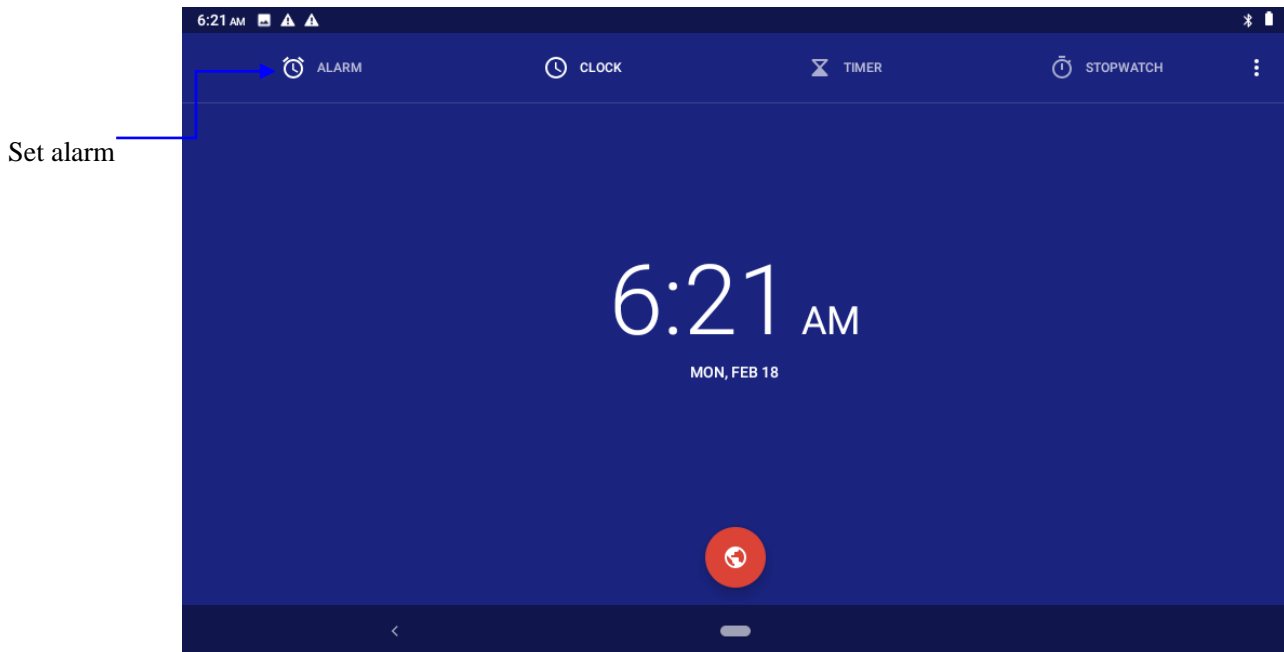 6:21 AM
ALARM CLOCK TIMER STOPWATCH
Set alarm
6:21 AM
MON, FEB 18